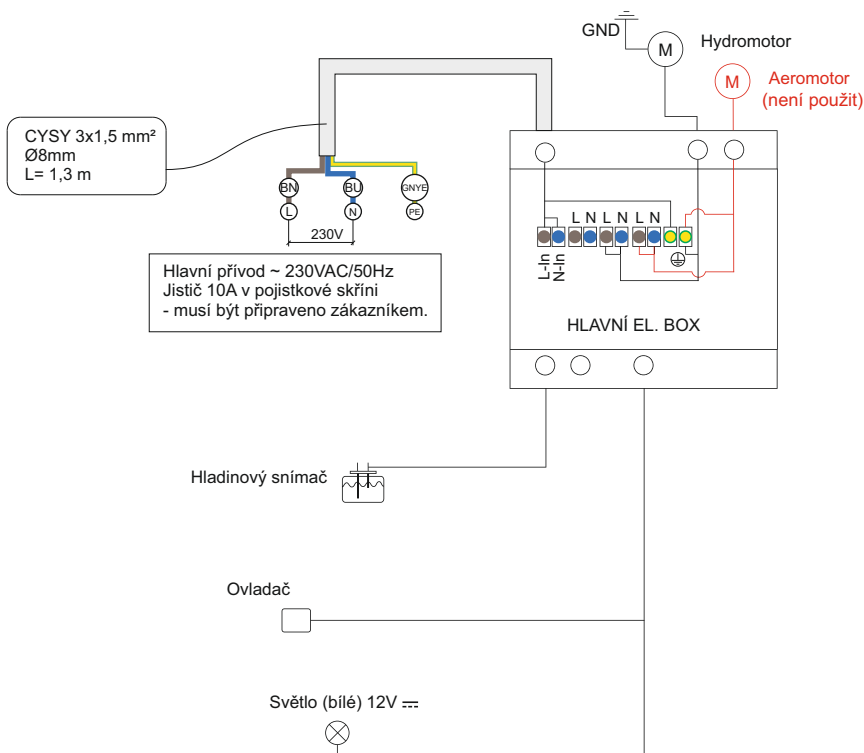 GND
M
Hydromotor
M
Aeromotor
(není použit)
CYSY 3x1,5 mm²
Ø8mm
L= 1,3 m
BN
BU
GNYE
L
N
PE
230V
Hlavní přívod ~ 230VAC/50Hz
Jistič 10A v pojistkové skříni
- musí být připraveno zákazníkem.
L N L N L N
L-In
N-In
HLAVNÍ EL. BOX
Hladinový snímač
Ovladač
Světlo (bílé) 12V ⎓